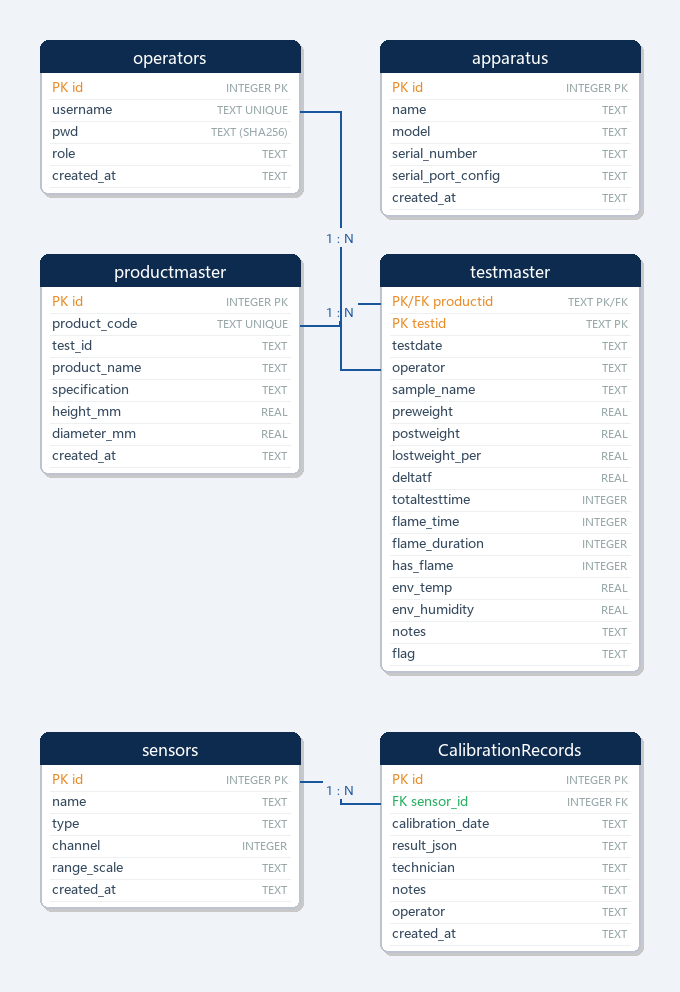 operators
PK id INTEGER PK
username TEXT UNIQUE
pwd TEXT (SHA256)
role TEXT
created_at TEXT
apparatus
PK id INTEGER PK
name TEXT
model TEXT
serial_number TEXT
serial_port_config TEXT
created_at TEXT
1 : N
productmaster
PK id INTEGER PK
product_code TEXT UNIQUE
test_id TEXT
product_name TEXT
specification TEXT
height_mm REAL
diameter_mm REAL
created_at TEXT
1 : N
testmaster
PK/FK productid TEXT PK/FK
PK testid TEXT PK
testdate TEXT
operator TEXT
sample_name TEXT
preweight REAL
postweight REAL
lostweight_per REAL
deltatf REAL
totaltesttime INTEGER
flame_time INTEGER
flame_duration INTEGER
has_flame INTEGER
env_temp REAL
env_humidity REAL
notes TEXT
flag TEXT
sensors
PK id INTEGER PK
name TEXT
type TEXT
channel INTEGER
range_scale TEXT
created_at TEXT
1 : N
CalibrationRecords
PK id INTEGER PK
FK sensor_id INTEGER FK
calibration_date TEXT
result_json TEXT
technician TEXT
notes TEXT
operator TEXT
created_at TEXT